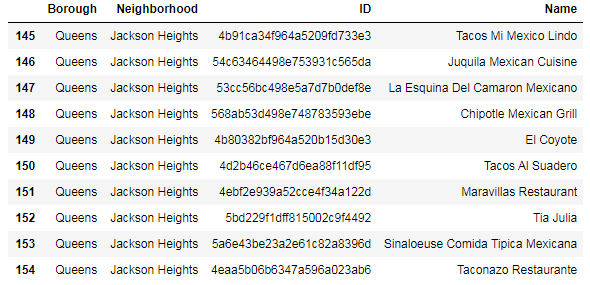 Borough Neighborhood ID Name
145 Queens Jackson Heights 4b91ca34f964a5209fd733e3 Tacos Mi Mexico Lindo
146 Queens Jackson Heights 54c63464498e753931c565da Juquila Mexican Cuisine
147 Queens Jackson Heights 53cc56bc498e5a7d7b0def8e La Esquina Del Camaron Mexicano
148 Queens Jackson Heights 568ab53d498e748783593ebe Chipotle Mexican Grill
149 Queens Jackson Heights 4b80382bf964a520b15d30e3 El Coyote
150 Queens Jackson Heights 4d2b46ce467d6ea88f11df95 Tacos Al Suadero
151 Queens Jackson Heights 4ebf2e939a52cce4f34a122d Maravillas Restaurant
152 Queens Jackson Heights 5bd229f1dff815002c9f4492 Tia Julia
153 Queens Jackson Heights 5a6e43be23a2e61c82a8396d Sinaloeuse Comida Tipica Mexicana
154 Queens Jackson Heights 4eaa5b06b6347a596a023ab6 Taconazo Restaurante